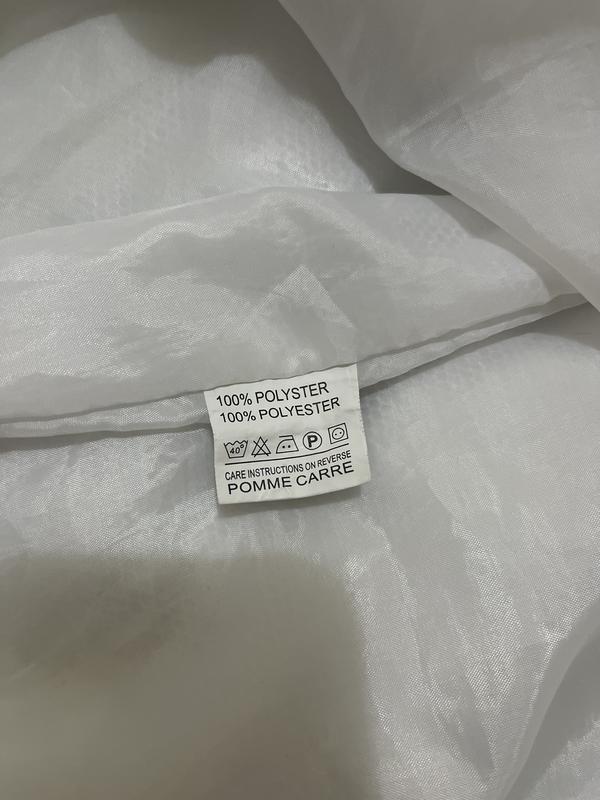 100% POLYSTER
100% POLYESTER
40° P
CARE INSTRUCTIONS ON REVERSE
POMME CARRE